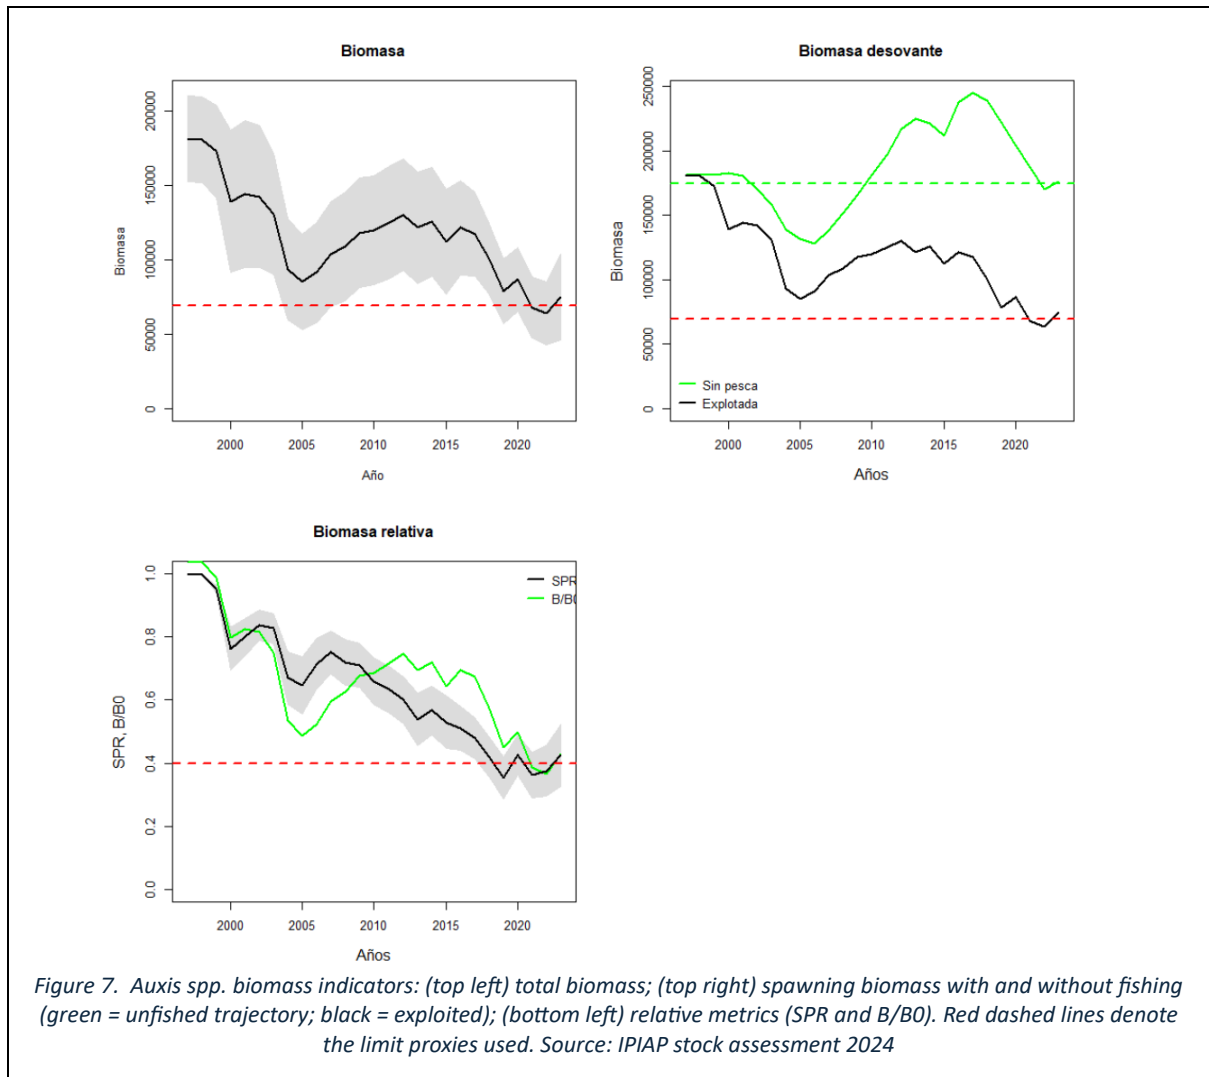 Biomasa
Biomasa
200000
150000
100000
50000
0
2000 2005 2010 2015 2020
Año
Biomasa desovante
Biomasa
250000
200000
150000
100000
50000
0
Sin pesca
Explotada
2000 2005 2010 2015 2020
Años
Biomasa relativa
SPR, B/B0
1.0
0.8
0.6
0.4
0.2
0.0
SPR
B/B0
2000 2005 2010 2015 2020
Años
Figure 7. Auxis spp. biomass indicators: (top left) total biomass; (top right) spawning biomass with and without fishing
(green = unfished trajectory; black = exploited); (bottom left) relative metrics (SPR and B/B0). Red dashed lines denote
the limit proxies used. Source: IPIAP stock assessment 2024